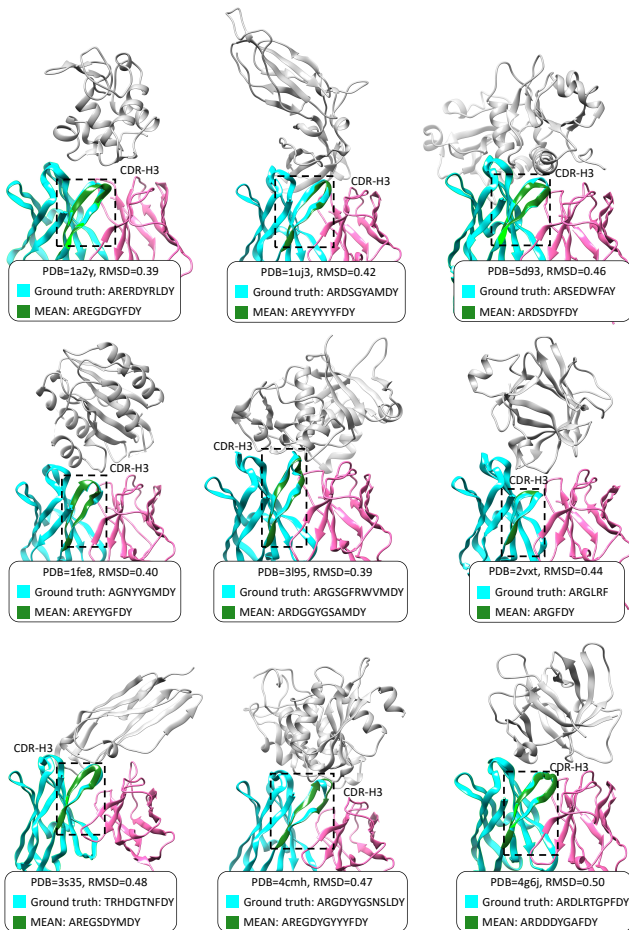 CDR-H3
PDB=1a2y, RMSD=0.39
Ground truth: ARERDYRLDY
MEAN: AREGDGYFDY
CDR-H3
PDB=1uj3, RMSD=0.42
Ground truth: ARDSGYAMDY
MEAN: AREYYYYFDY
CDR-H3
PDB=5d93, RMSD=0.46
Ground truth: ARSEDWFAY
MEAN: ARDSDYFDY
CDR-H3
PDB=1fe8, RMSD=0.40
Ground truth: AGNYYGMDY
MEAN: AREYYGFDY
CDR-H3
PDB=3l95, RMSD=0.39
Ground truth: ARGSGFRWVMDY
MEAN: ARDGGYGSAMDY
CDR-H3
PDB=2vxt, RMSD=0.44
Ground truth: ARGLRF
MEAN: ARGFDY
CDR-H3
PDB=3s35, RMSD=0.48
Ground truth: TRHDGTNFDY
MEAN: AREGSDYMDY
CDR-H3
PDB=4cmh, RMSD=0.47
Ground truth: ARGDYYGSNSLDY
MEAN: AREGDYGYYYFDY
CDR-H3
PDB=4g6j, RMSD=0.50
Ground truth: ARDLRTGPFDY
MEAN: ARDDDYGAFDY